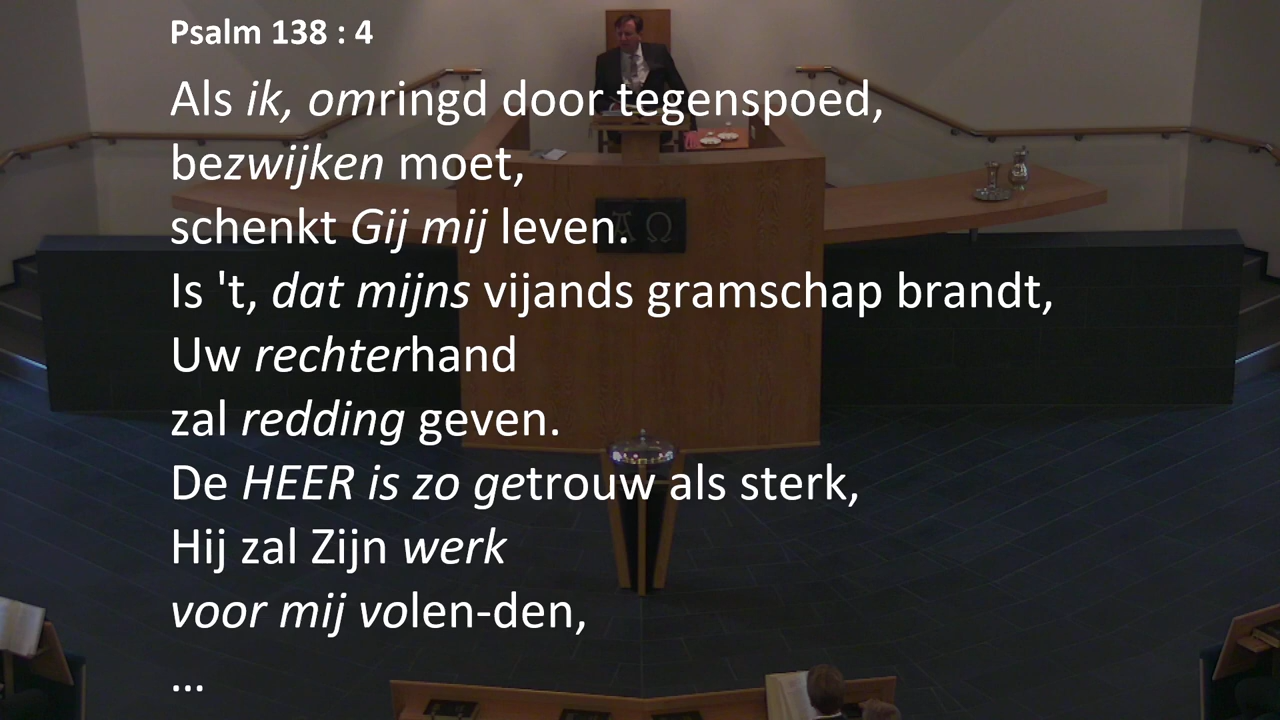 Psalm 138 : 4
Als ik, omringd door tegenspoed,
bezwijken moet,
schenkt Gij mij leven.
Is 't, dat mijns vijands gramschap brandt,
Uw rechterhand
zal redding geven.
De HEER is zo getrouw als sterk,
Hij zal Zijn werk
voor mij volen-den,
...
Α Ω